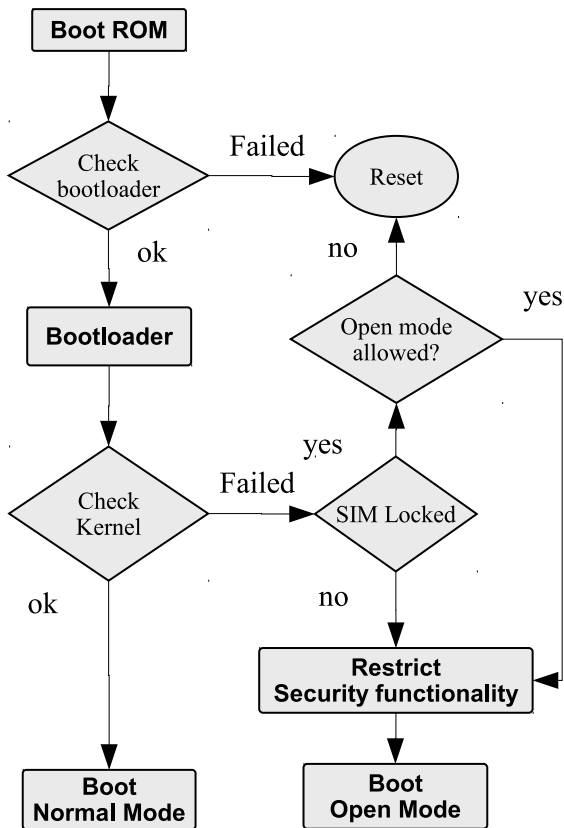 Boot ROM
Failed
Check
bootloader
Reset
ok
no
yes
Bootloader
Open mode
allowed?
yes
Failed
Check
Kernel
SIM Locked
ok
no
Restrict
Security functionality
Boot
Normal Mode
Boot
Open Mode